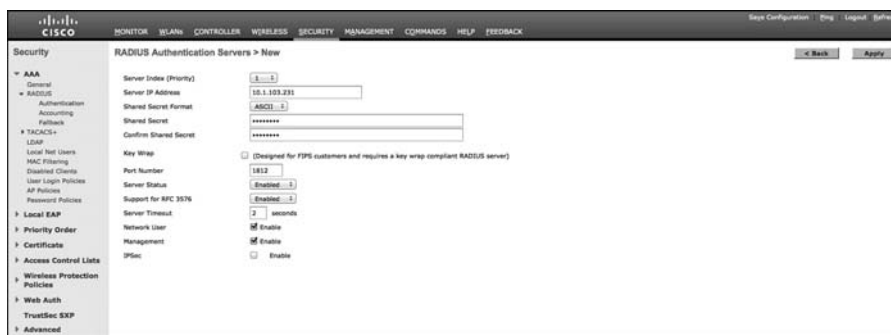 Save Configuration | Ping | Logout | Refre
CISCO
MONITOR WLANs CONTROLLER WIRELESS SECURITY MANAGEMENT COMMANDS HELP FEEDBACK
Security
RADIUS Authentication Servers > New
< Back
Apply
AAA
General
RADIUS
Authentication
Accounting
Fallback
TACACS+
LDAP
Local Net Users
MAC Filtering
Disabled Clients
User Login Policies
AP Policies
Password Policies
Local EAP
Priority Order
Certificate
Access Control Lists
Wireless Protection
Policies
Web Auth
TrustSec SXP
Advanced
Server Index (Priority) 1
Server IP Address 10.1.103.231
Shared Secret Format ASCII
Shared Secret ••••••••
Confirm Shared Secret ••••••••
Key Wrap (Designed for FIPS customers and requires a key wrap compliant RADIUS server)
Port Number 1812
Server Status Enabled
Support for RFC 3576 Enabled
Server Timeout 2 seconds
Network User Enable
Management Enable
IPSec Enable